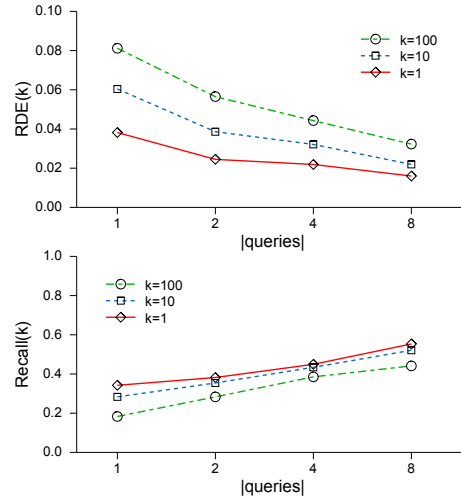 0.10
0.08
0.06
0.04
0.02
0.00
RDE(k)
k=100
k=10
k=1
1 2 4 8
|queries|
1.0
0.8
0.6
0.4
0.2
0.0
Recall(k)
k=100
k=10
k=1
1 2 4 8
|queries|